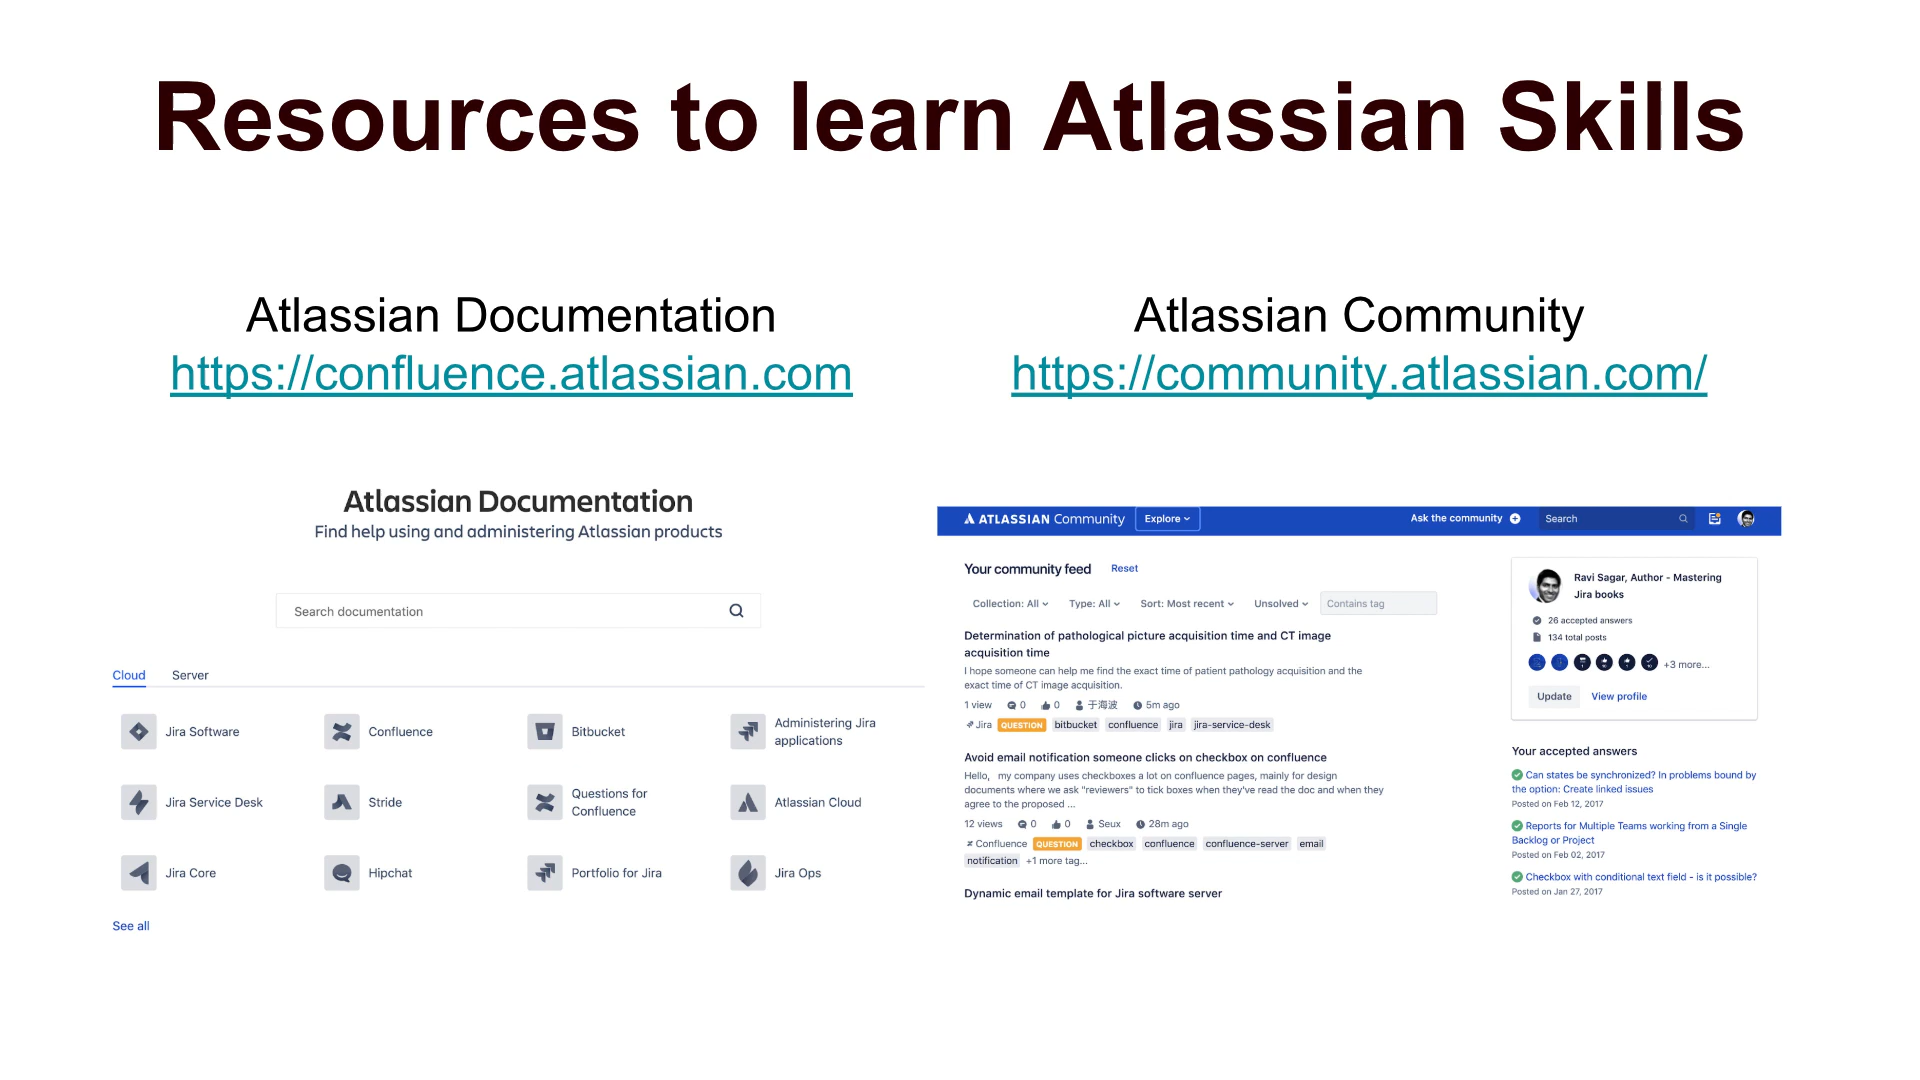 Resources to learn Atlassian Skills
Atlassian Documentation
https://confluence.atlassian.com
Atlassian Community
https://community.atlassian.com/
Atlassian Documentation
Find help using and administering Atlassian products
Search documentation
Cloud Server
Jira Software
Confluence
Bitbucket
Administering Jira
applications
Jira Service Desk
Stride
Questions for
Confluence
Atlassian Cloud
Jira Core
Hipchat
Portfolio for Jira
Jira Ops
See all
ATLASSIAN Community Explore Ask the community Search
Your community feed Reset
Collection: All Type: All Sort: Most recent Unsolved Contains tag
Determination of pathological picture acquisition time and CT image
acquisition time
I hope someone can help me find the exact time of patient pathology acquisition and the
exact time of CT image acquisition.
1 view 0 0 于海波 5m ago
Jira QUESTION bitbucket confluence jira jira-service-desk
Avoid email notification someone clicks on checkbox on confluence
Hello, my company uses checkboxes a lot on confluence pages, mainly for design
documents where we ask "reviewers" to tick boxes when they've read the doc and when they
agree to the proposed ...
12 views 0 0 Seux 28m ago
Confluence QUESTION checkbox confluence confluence-server email
notification +1 more tag...
Dynamic email template for Jira software server
Ravi Sagar, Author - Mastering
Jira books
26 accepted answers
134 total posts
+3 more...
Update View profile
Your accepted answers
Can states be synchronized? In problems bound by
the option: Create linked issues
Posted on Feb 12, 2017
Reports for Multiple Teams working from a Single
Backlog or Project
Posted on Feb 02, 2017
Checkbox with conditional text field - is it possible?
Posted on Jan 27, 2017